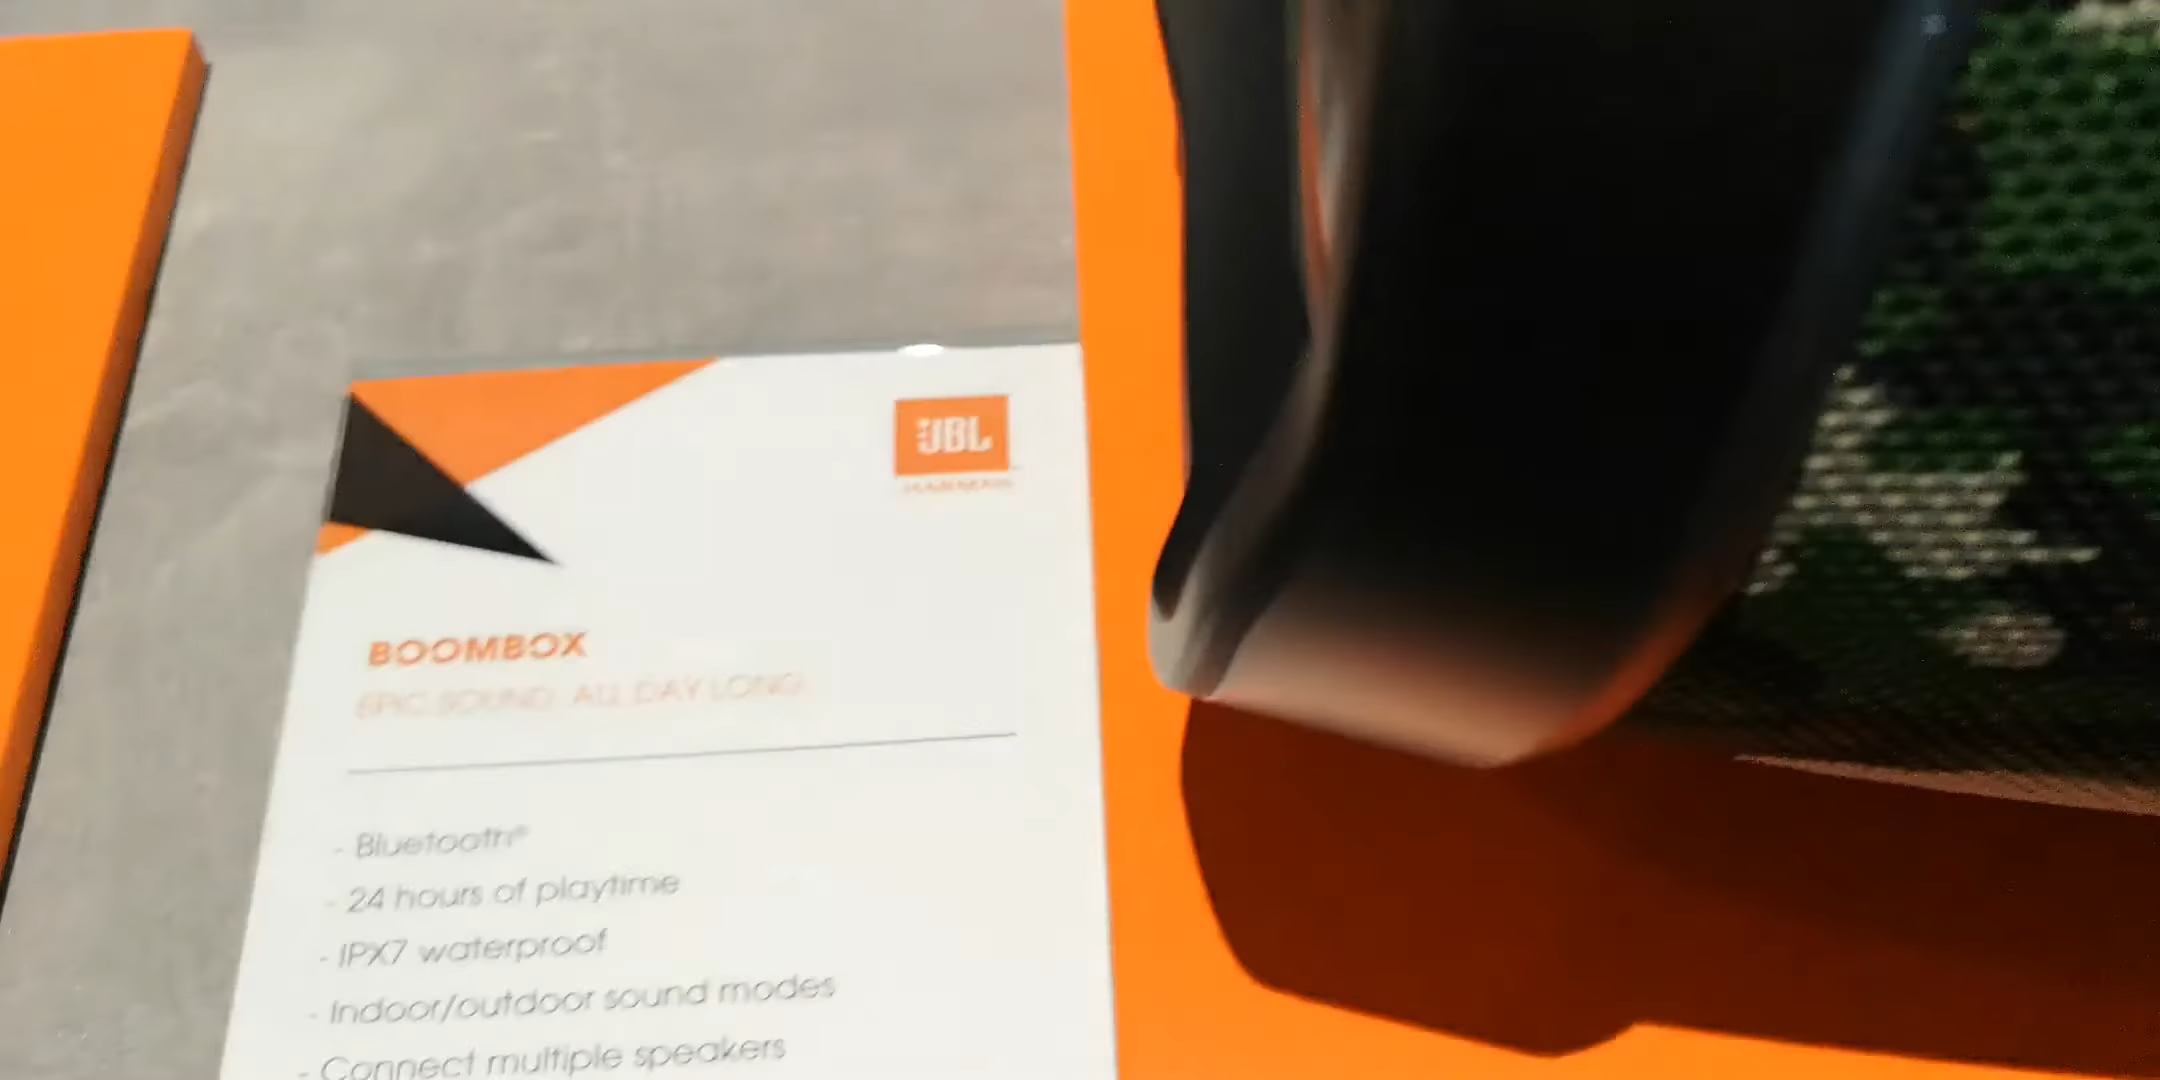 JBL
HARMAN
BOOMBOX
EPIC SOUND. ALL DAY LONG.
- Bluetooth®
- 24 hours of playtime
- IPX7 waterproof
- Indoor/outdoor sound modes
- Connect multiple speakers